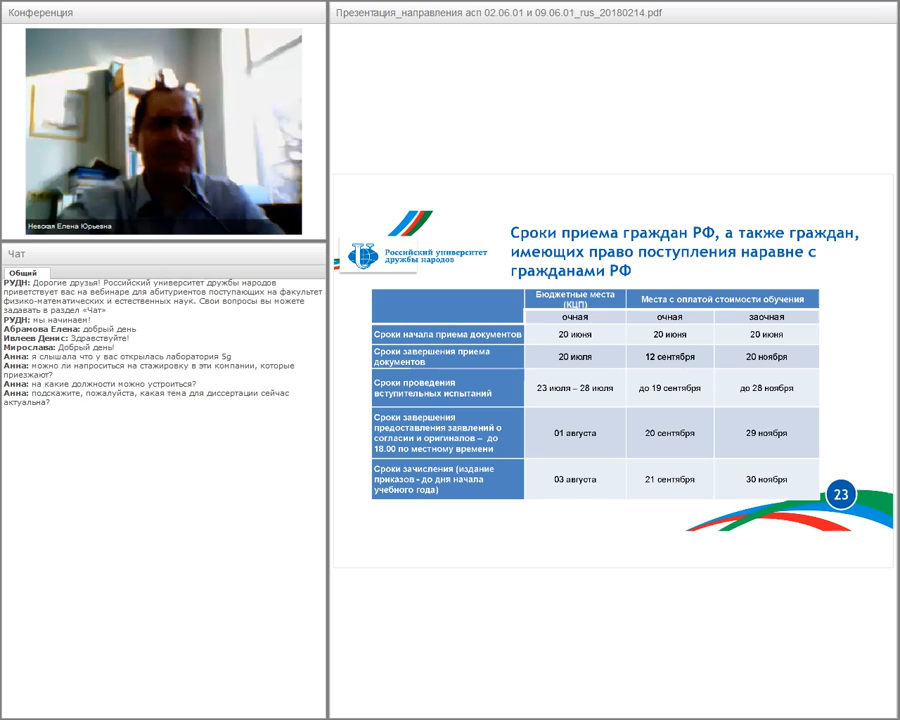 Конференция
Невская Елена Юрьевна
Чат
Общий
РУДН: Дорогие друзья! Российский университет дружбы народов
приветствует вас на вебинаре для абитуриентов поступающих на факультет
физико-математических и естественных наук. Свои вопросы вы можете
задавать в раздел «Чат»
РУДН: мы начинаем!
Абрамова Елена: добрый день
Ивлеев Денис: Здравствуйте!
Мирослава: Добрый день!
Анна: я слышала что у вас открылась лаборатория 5g
Анна: можно ли напроситься на стажировку в эти компании, которые
приезжают?
Анна: на какие должности можно устроиться?
Анна: подскажите, пожалуйста, какая тема для диссертации сейчас
актуальна?
Презентация_направления асп 02.06.01 и 09.06.01_rus_20180214.pdf
Российский университет
дружбы народов
Сроки приема граждан РФ, а также граждан,
имеющих право поступления наравне с
гражданами РФ
Бюджетные места
(КЦП)
Места с оплатой стоимости обучения
очная очная заочная
Сроки начала приема документов 20 июня 20 июня 20 июня
Сроки завершения приема
документов
20 июля 12 сентября 20 ноября
Сроки проведения
вступительных испытаний
23 июля – 28 июля до 19 сентября до 28 ноября
Сроки завершения
предоставления заявлений о
согласии и оригиналов – до
18.00 по местному времени
01 августа 20 сентября 29 ноября
Сроки зачисления (издание
приказов - до дня начала
учебного года)
03 августа 21 сентября 30 ноября
23